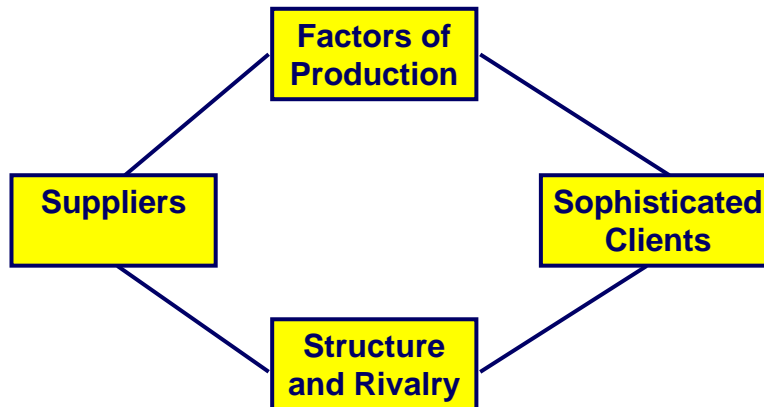 Factors of
Production
Suppliers
Sophisticated
Clients
Structure
and Rivalry